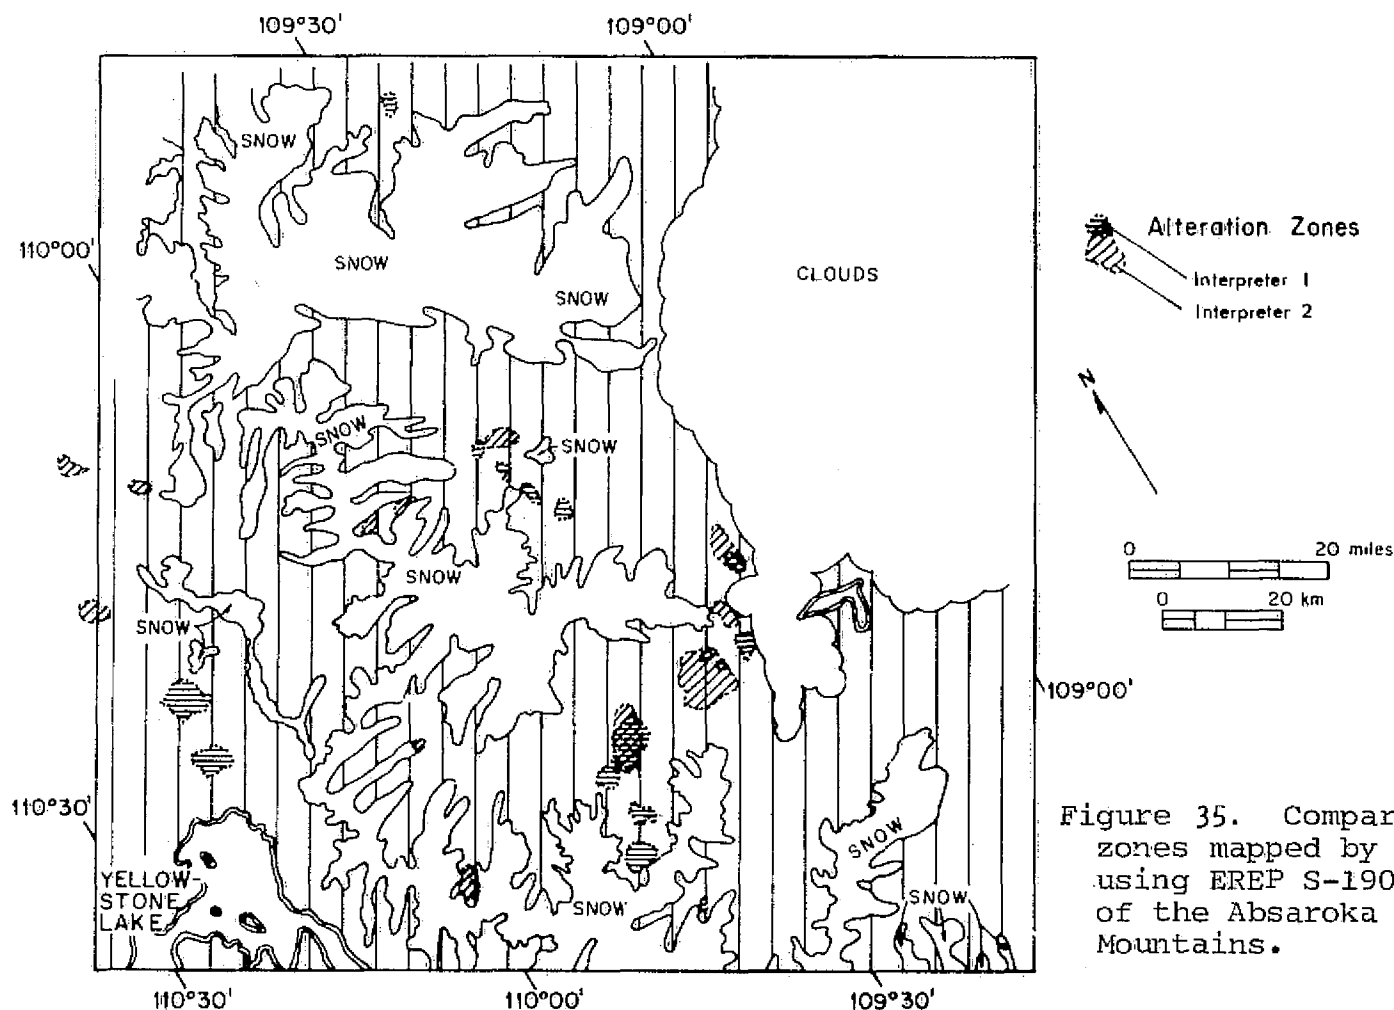 109°30'
109°00'
SNOW
110°00'
SNOW
SNOW
CLOUDS
Alteration Zones
Interpreter 1
Interpreter 2
N
SNOW
SNOW
0 20 miles
0 20 km
SNOW
SNOW
109°00'
110°30'
YELLOW-
STONE
LAKE
SNOW
SNOW
SNOW
Figure 35. Compar
zones mapped by
using EREP S-190
of the Absaroka
Mountains.
110°30'
110°00'
109°30'